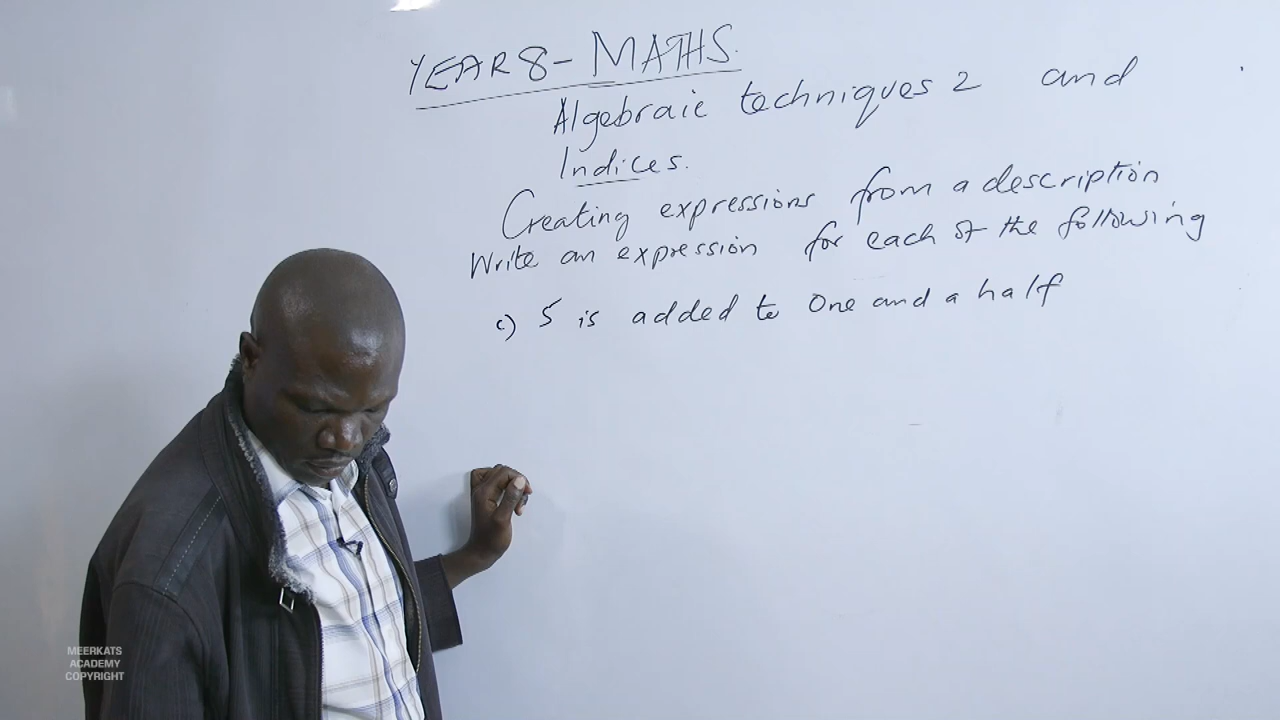 YEAR 8 - MATHS.
Algebraic techniques 2 and
Indices.
Creating expressions from a description
Write an expression for each of the following
c) 5 is added to one and a half
MEERKATS
ACADEMY
COPYRIGHT